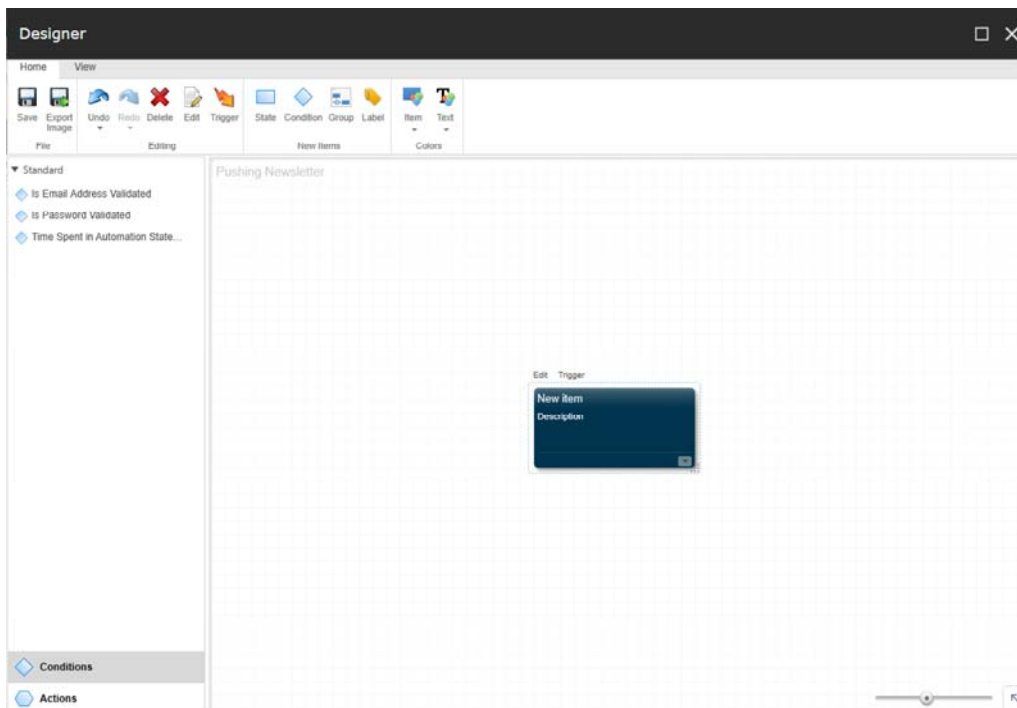 Designer
Home View
Save Export Image Undo Redo Delete Edit Trigger State Condition Group Label Item Text
File Editing New Items Colors
Standard
Is Email Address Validated
Is Password Validated
Time Spent in Automation State...
Pushing Newsletter
Edit Trigger
New item
Description
Conditions
Actions